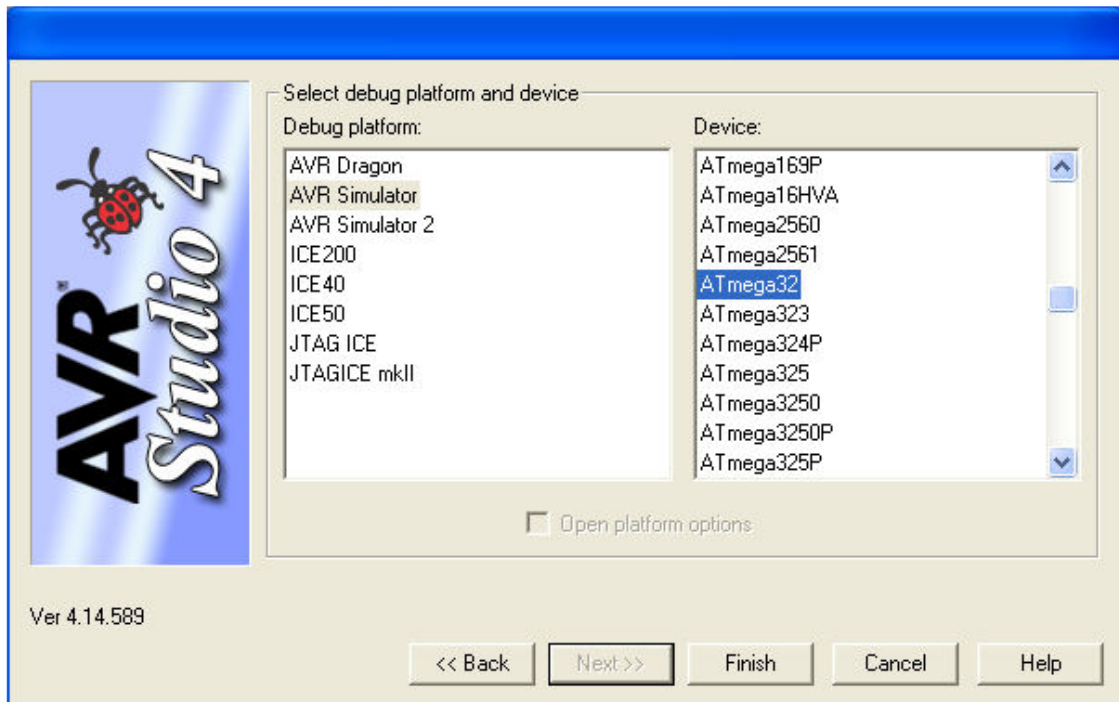 AVR®
Studio 4
Select debug platform and device
Debug platform:
AVR Dragon
AVR Simulator
AVR Simulator 2
ICE200
ICE40
ICE50
JTAG ICE
JTAGICE mkII
Device:
ATmega169P
ATmega16HVA
ATmega2560
ATmega2561
ATmega32
ATmega323
ATmega324P
ATmega325
ATmega3250
ATmega3250P
ATmega325P
Open platform options
Ver 4.14.589
<< Back
Next >>
Finish
Cancel
Help